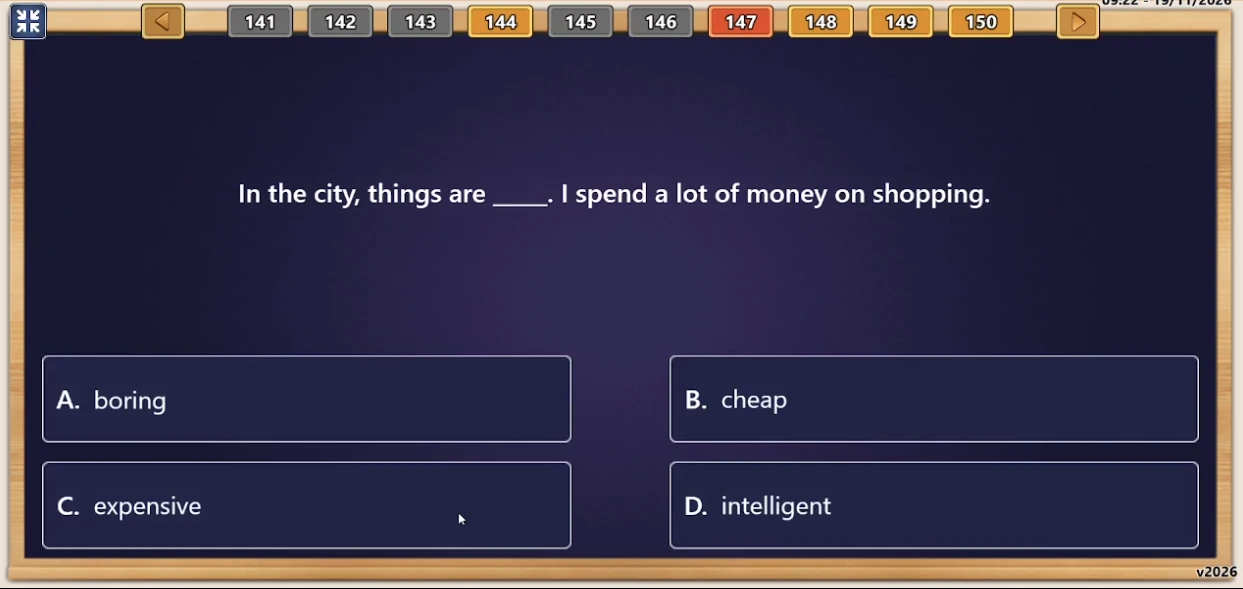 141 142 143 144 145 146 147 148 149 150
In the city, things are _____. I spend a lot of money on shopping.
A. boring
B. cheap
C. expensive
D. intelligent
v2026